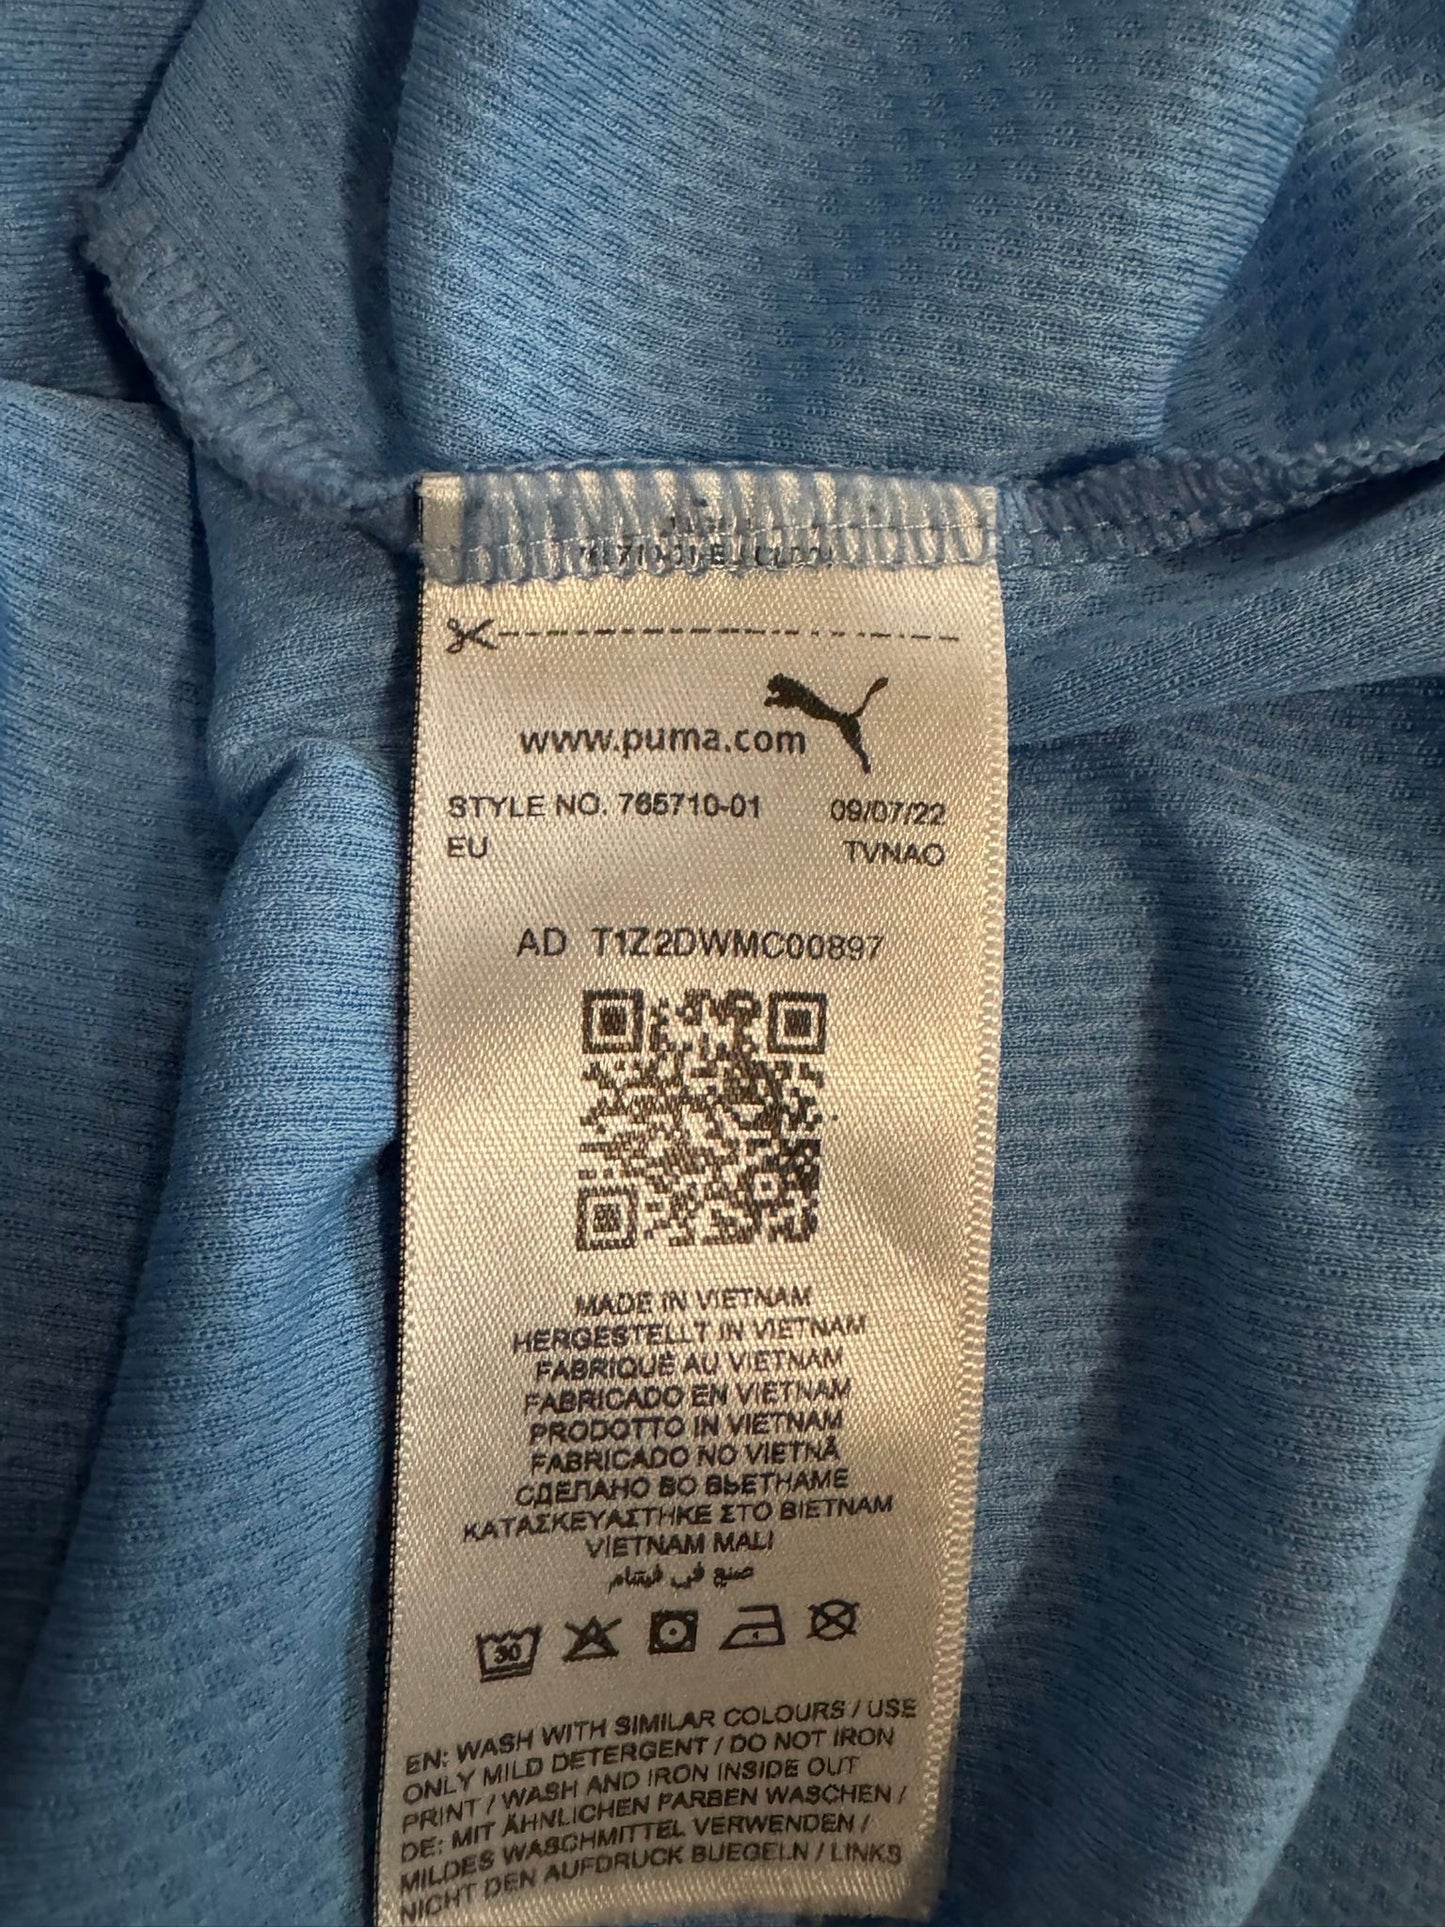 www.puma.com
STYLE NO. 765710-01 09/07/22
EU TVNAO
AD T1Z2DWMC00897
MADE IN VIETNAM
HERGESTELLT IN VIETNAM
FABRIQUÉ AU VIETNAM
FABRICADO EN VIETNAM
PRODOTTO IN VIETNAM
FABRICADO NO VIETNÃ
СДЕЛАНО ВО ВЬЕТНАМЕ
ΚΑΤΑΣΚΕΥΑΣΤΗΚΕ ΣΤΟ ΒΙΕΤΝΑΜ
VIETNAM MALI
صنع في فيتنام
30
EN: WASH WITH SIMILAR COLOURS / USE
ONLY MILD DETERGENT / DO NOT IRON
PRINT / WASH AND IRON INSIDE OUT
DE: MIT ÄHNLICHEN FARBEN WASCHEN /
MILDES WASCHMITTEL VERWENDEN /
NICHT DEN AUFDRUCK BUEGELN / LINKS